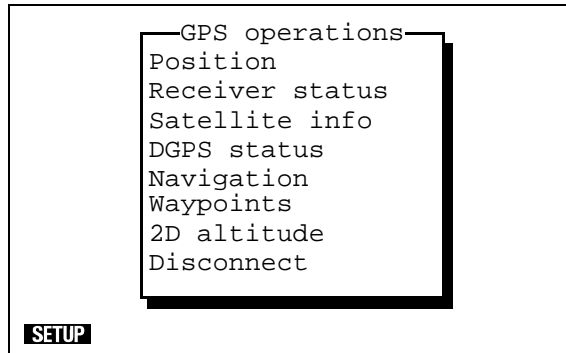 GPS operations
Position
Receiver status
Satellite info
DGPS status
Navigation
Waypoints
2D altitude
Disconnect
SETUP